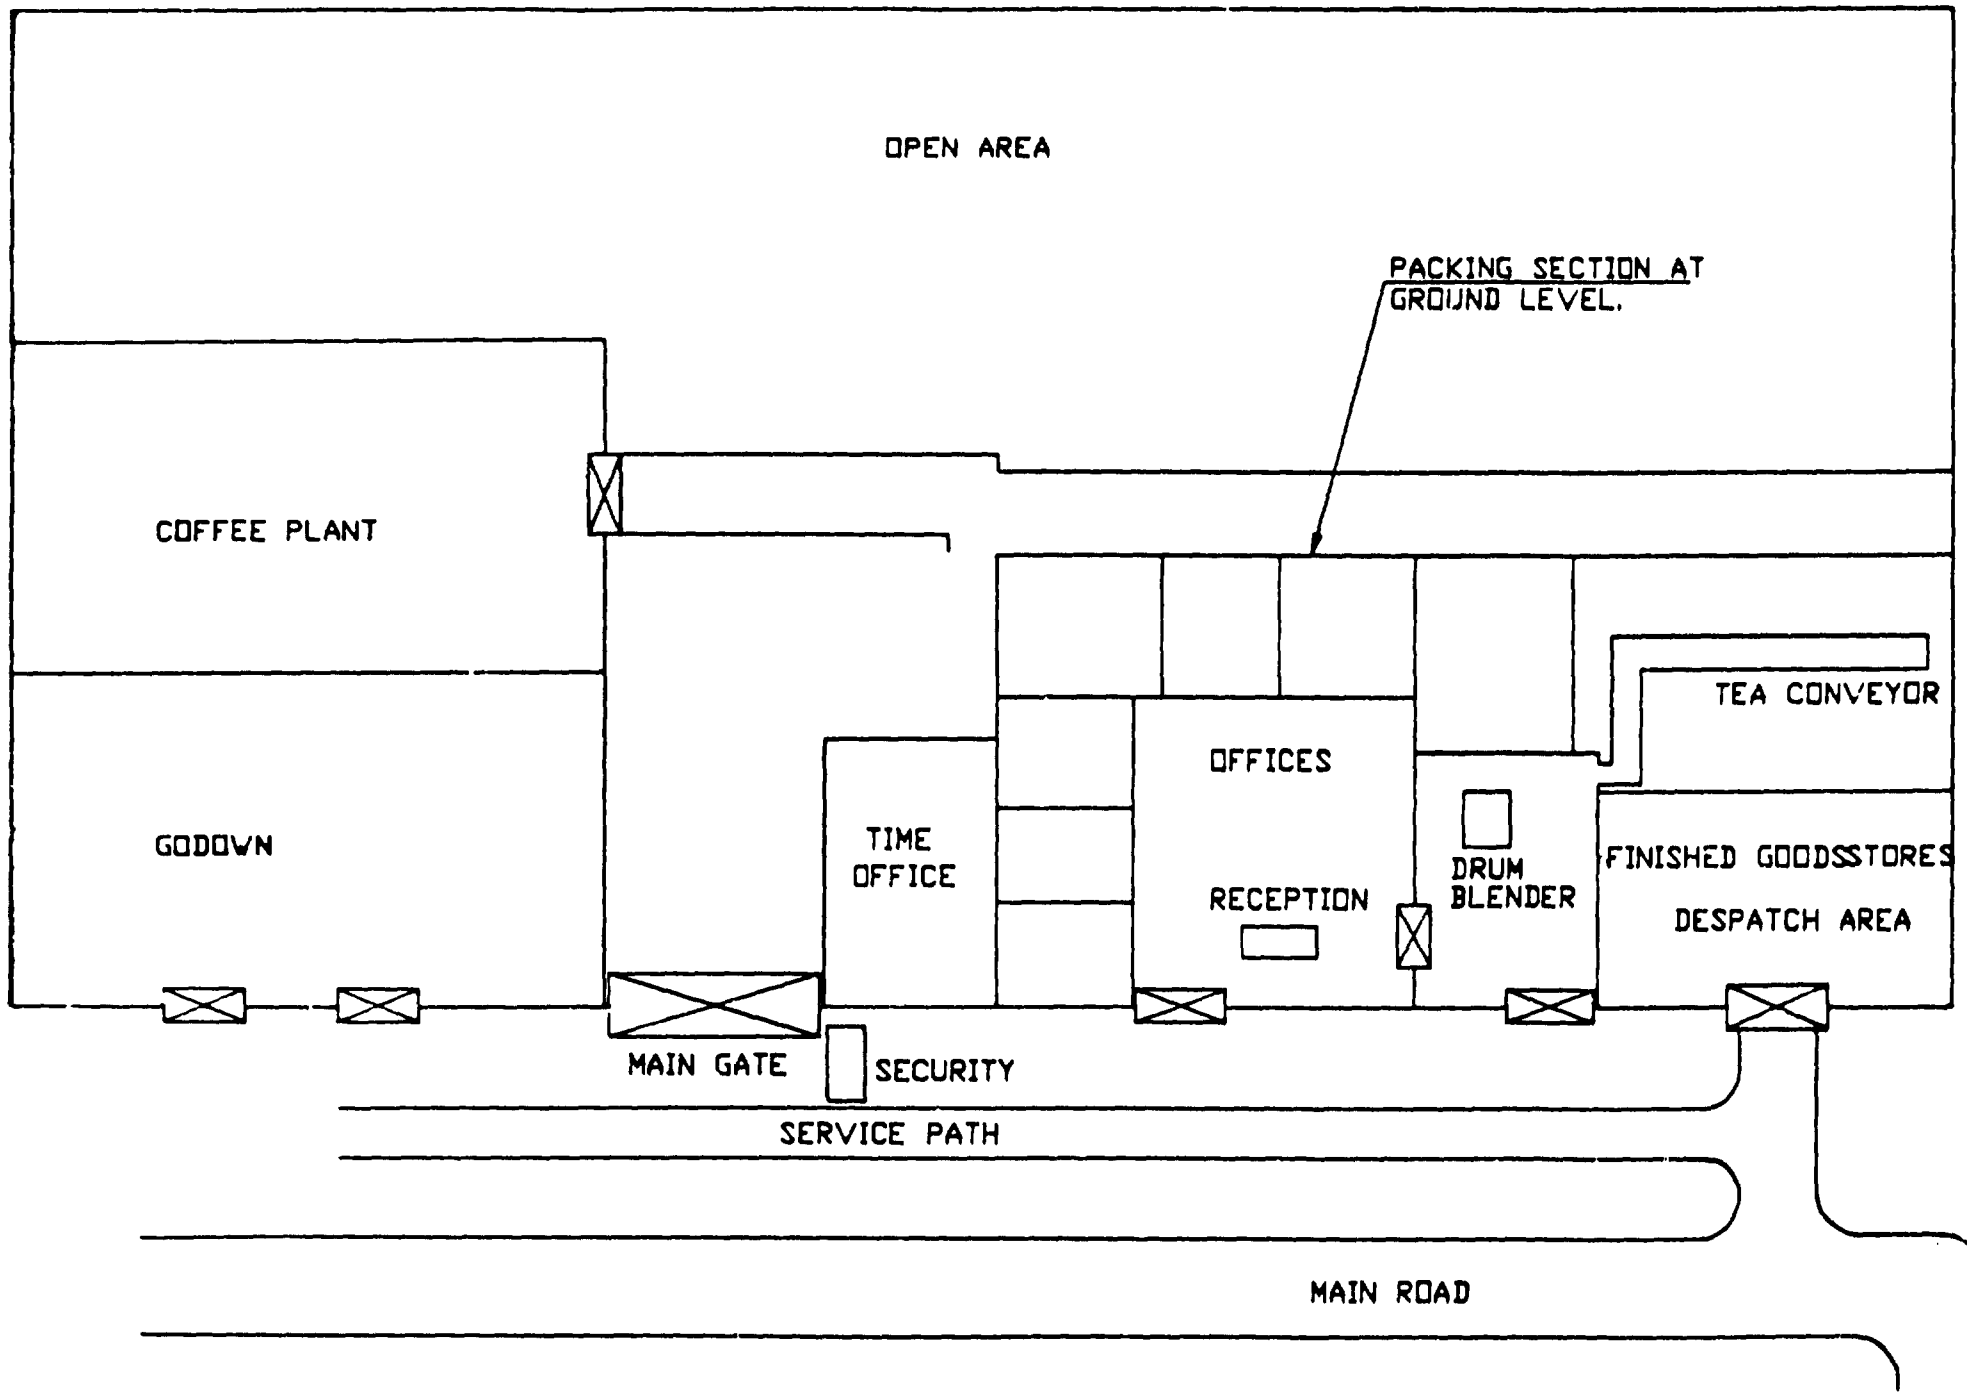 OPEN AREA
PACKING SECTION AT
GROUND LEVEL.
COFFEE PLANT
TEA CONVEYOR
OFFICES
GODOWN
TIME
OFFICE
RECEPTION
DRUM
BLENDER
FINISHED GOODSSTORES
DESPATCH AREA
MAIN GATE
SECURITY
SERVICE PATH
MAIN ROAD